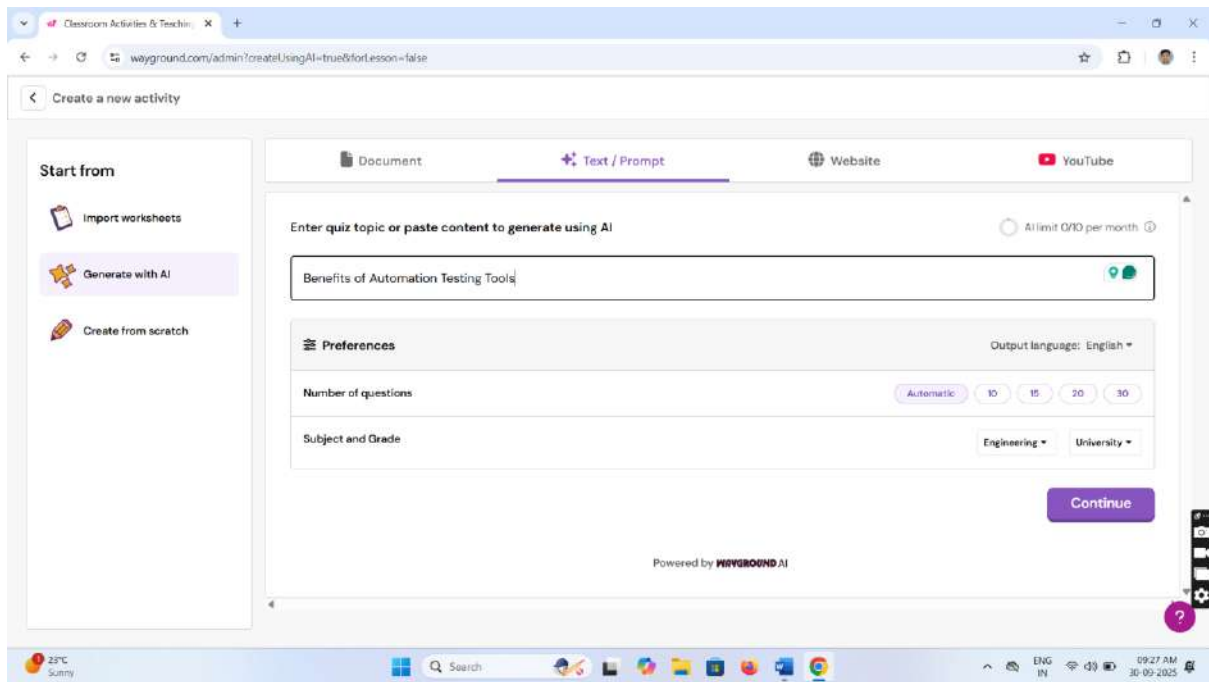 Classroom Activities & Teaching
wayground.com/admin?createUsingAI=true&forLesson=false
Create a new activity
Start from
Import worksheets
Generate with AI
Create from scratch
Document
Text / Prompt
Website
YouTube
Enter quiz topic or paste content to generate using AI
AI limit 0/10 per month
Benefits of Automation Testing Tools
Preferences
Output language: English
Number of questions
Automatic 10 15 20 30
Subject and Grade
Engineering
University
Continue
Powered by WAYGROUND AI
?
1
23°C
Sunny
Search
ENG
IN
09:27 AM
30-09-2025